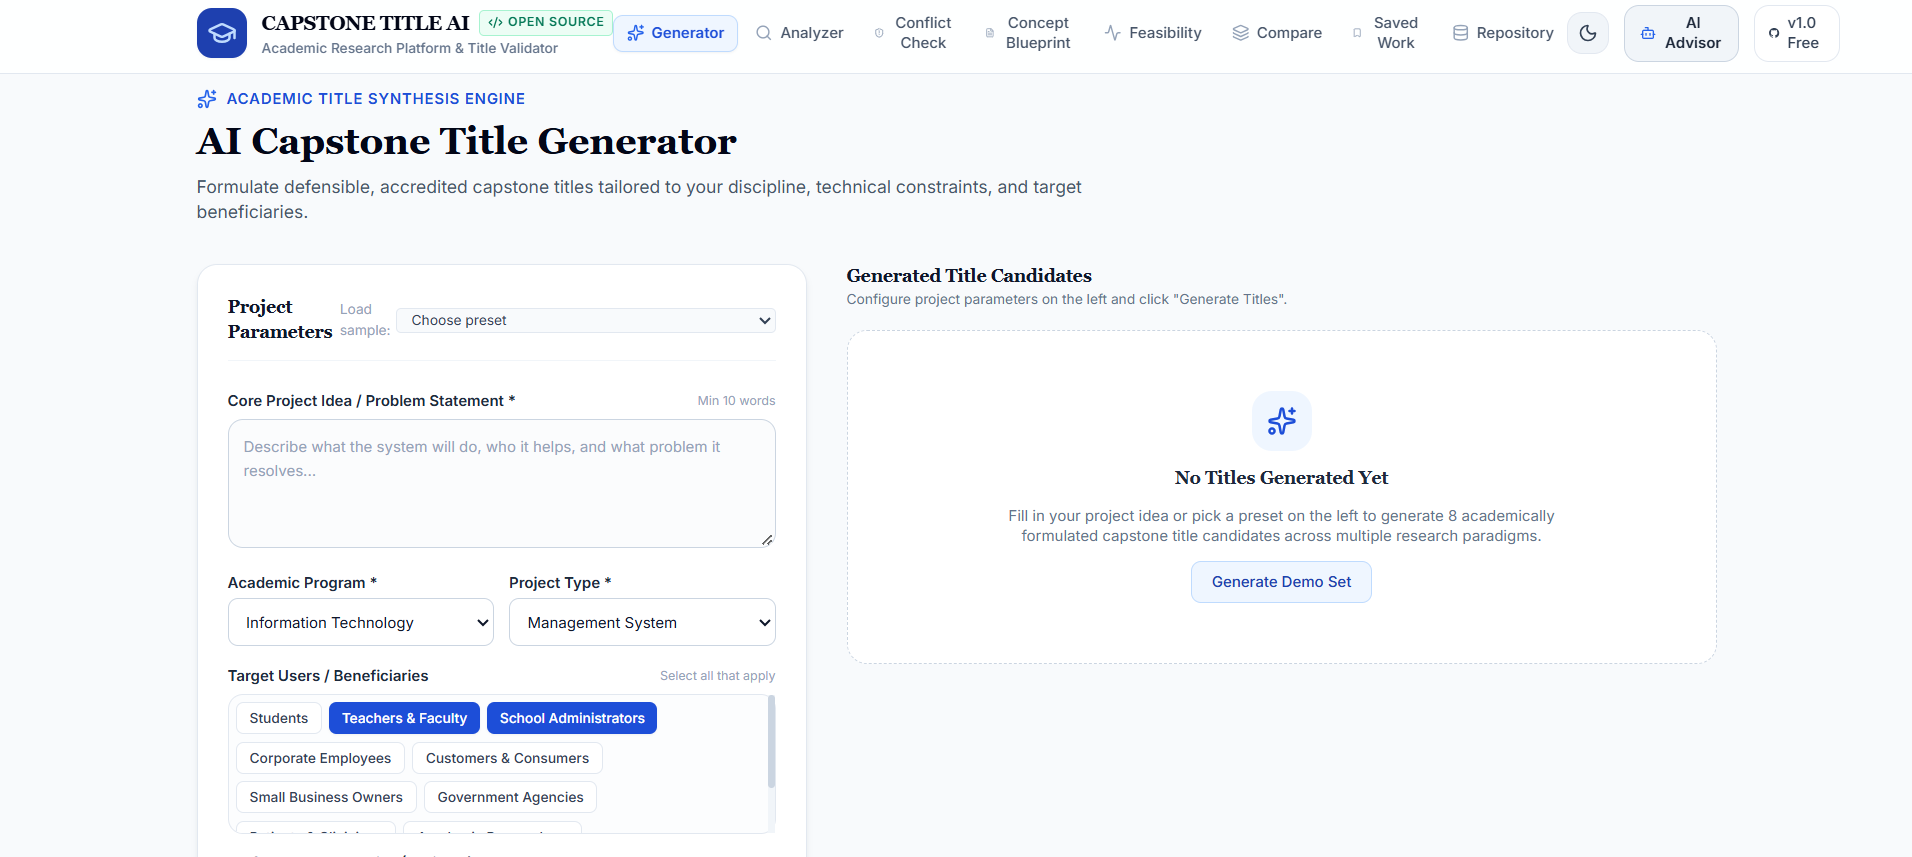 CAPSTONE TITLE AI
</> OPEN SOURCE
Academic Research Platform & Title Validator
Generator
Analyzer
Conflict
Check
Concept
Blueprint
Feasibility
Compare
Saved
Work
Repository
AI
Advisor
v1.0
Free
ACADEMIC TITLE SYNTHESIS ENGINE
AI Capstone Title Generator
Formulate defensible, accredited capstone titles tailored to your discipline, technical constraints, and target
beneficiaries.
Project
Parameters
Load
sample:
Choose preset
Core Project Idea / Problem Statement *
Min 10 words
Describe what the system will do, who it helps, and what problem it
resolves...
Academic Program *
Project Type *
Information Technology
Management System
Target Users / Beneficiaries
Select all that apply
Students
Teachers & Faculty
School Administrators
Corporate Employees
Customers & Consumers
Small Business Owners
Government Agencies
Generated Title Candidates
Configure project parameters on the left and click "Generate Titles".
No Titles Generated Yet
Fill in your project idea or pick a preset on the left to generate 8 academically
formulated capstone title candidates across multiple research paradigms.
Generate Demo Set